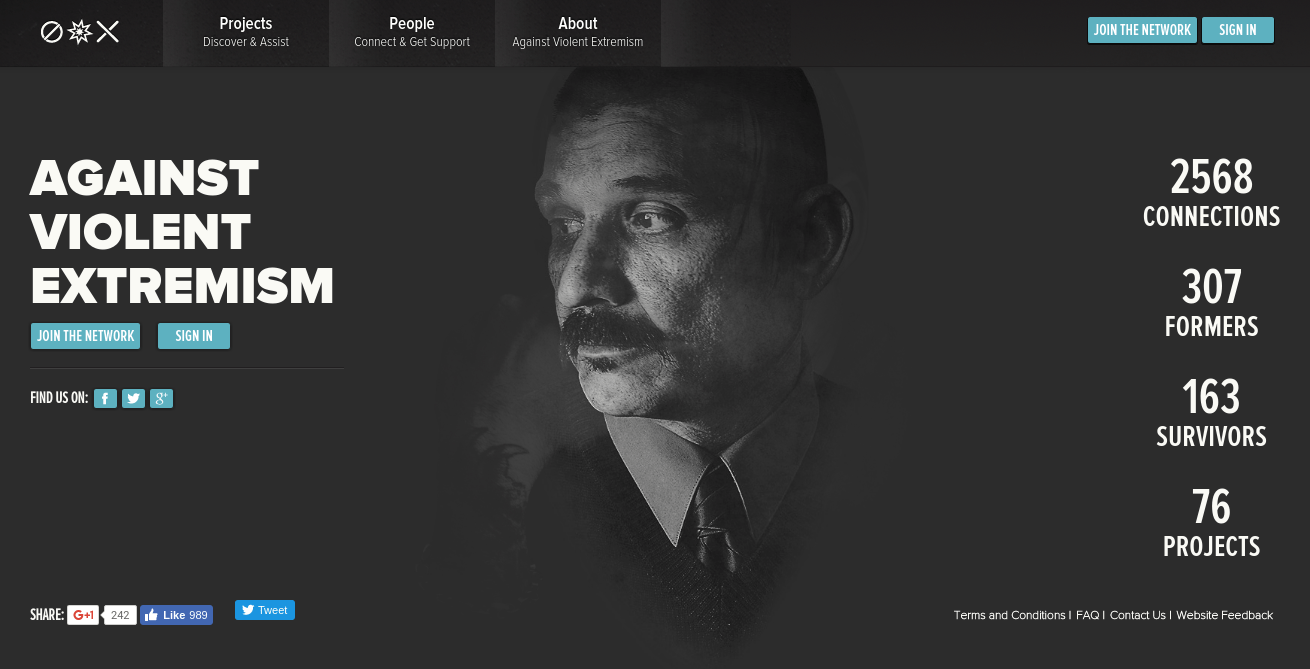 Projects
Discover & Assist
People
Connect & Get Support
About
Against Violent Extremism
JOIN THE NETWORK
SIGN IN
AGAINST
VIOLENT
EXTREMISM
JOIN THE NETWORK
SIGN IN
FIND US ON:
2568
CONNECTIONS
307
FORMERS
163
SURVIVORS
76
PROJECTS
SHARE: G+1 242 Like 989 Tweet
Terms and Conditions | FAQ | Contact Us | Website Feedback